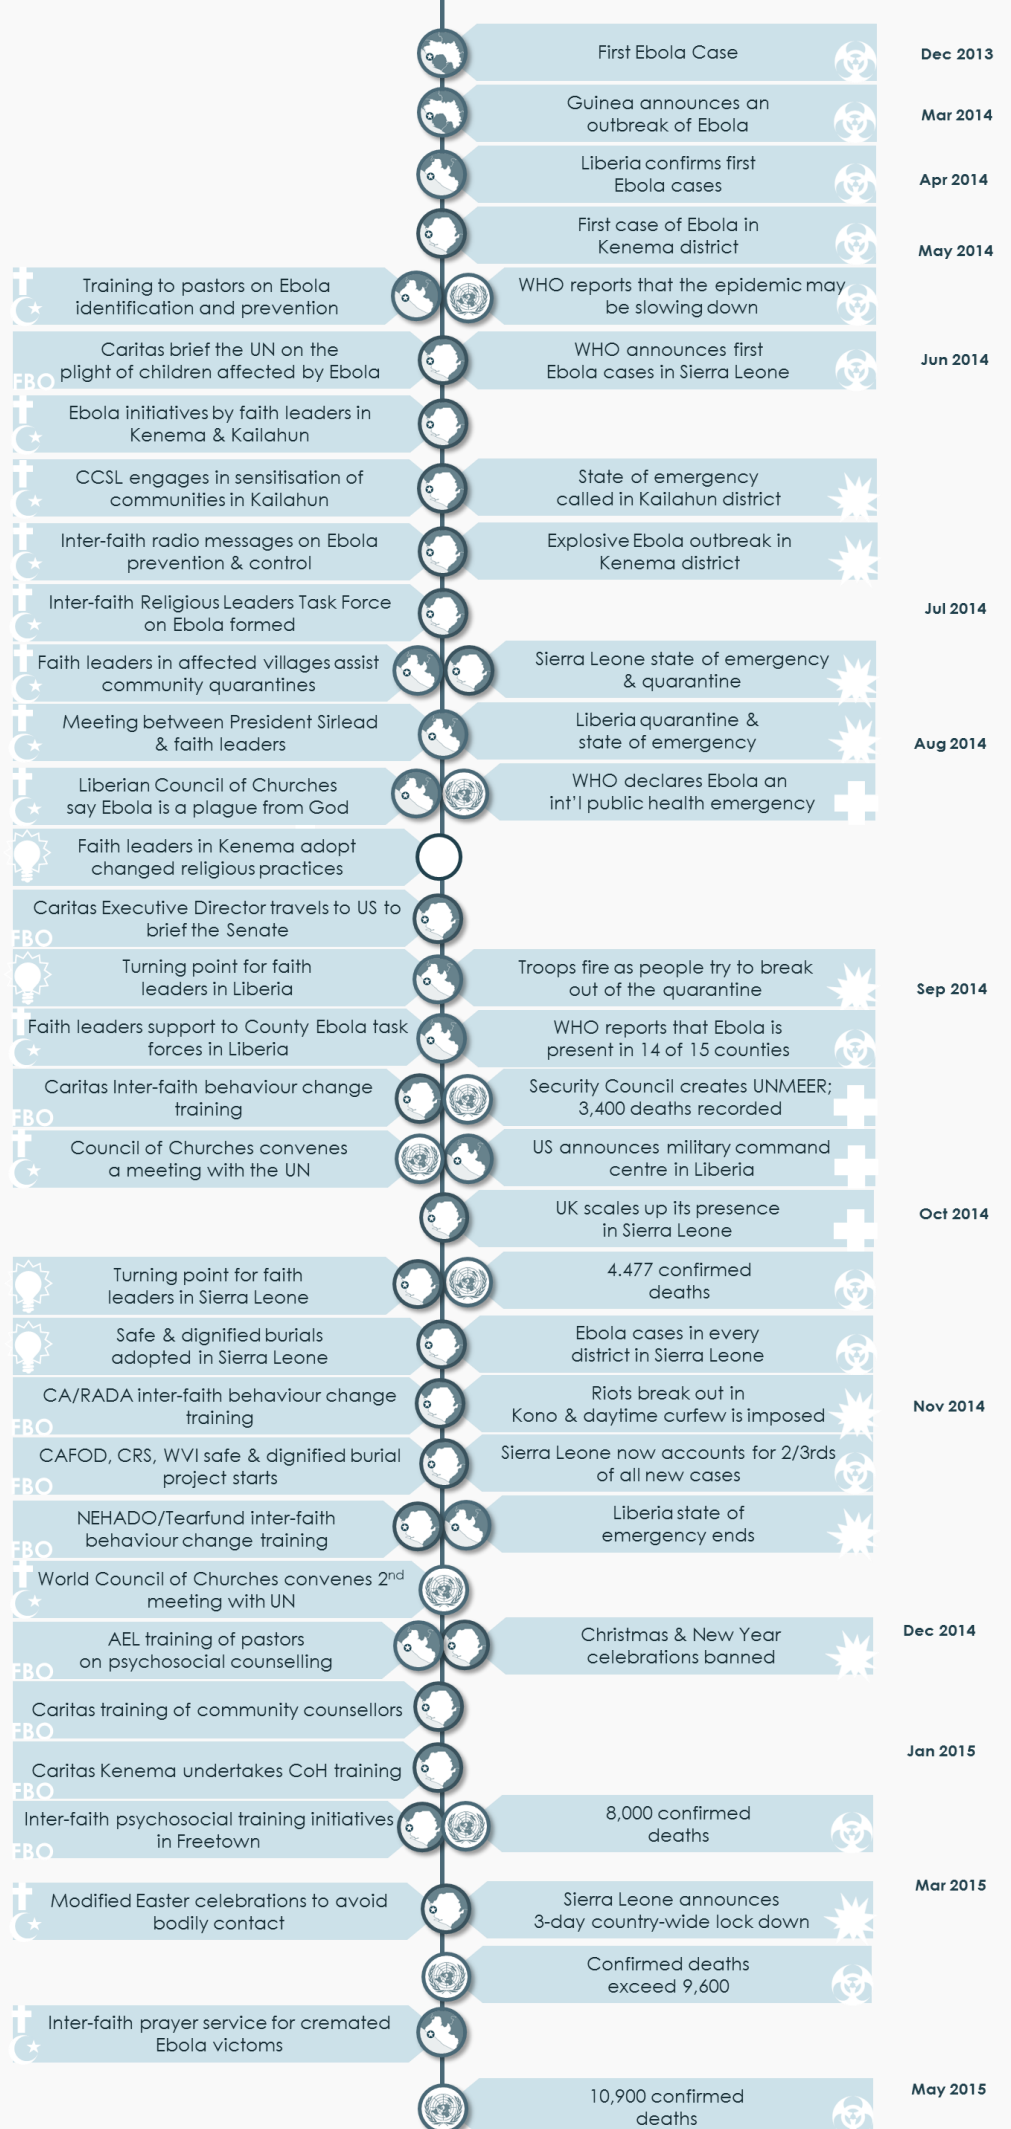 First Ebola Case
Dec 2013
Guinea announces an
outbreak of Ebola
Mar 2014
Liberia confirms first
Ebola cases
Apr 2014
First case of Ebola in
Kenema district
May 2014
Training to pastors on Ebola
identification and prevention
WHO reports that the epidemic may
be slowing down
Caritas brief the UN on the
plight of children affected by Ebola
FBO
WHO announces first
Ebola cases in Sierra Leone
Jun 2014
Ebola initiatives by faith leaders in
Kenema & Kailahun
CCSL engages in sensitisation of
communities in Kailahun
State of emergency
called in Kailahun district
Inter-faith radio messages on Ebola
prevention & control
Explosive Ebola outbreak in
Kenema district
Inter-faith Religious Leaders Task Force
on Ebola formed
Jul 2014
Faith leaders in affected villages assist
community quarantines
Sierra Leone state of emergency
& quarantine
Meeting between President Sirlead
& faith leaders
Liberia quarantine &
state of emergency
Aug 2014
Liberian Council of Churches
say Ebola is a plague from God
WHO declares Ebola an
int'l public health emergency
Faith leaders in Kenema adopt
changed religious practices
Caritas Executive Director travels to US to
brief the Senate
FBO
Turning point for faith
leaders in Liberia
Troops fire as people try to break
out of the quarantine
Sep 2014
Faith leaders support to County Ebola task
forces in Liberia
WHO reports that Ebola is
present in 14 of 15 counties
Caritas Inter-faith behaviour change
training
FBO
Security Council creates UNMEER;
3,400 deaths recorded
Council of Churches convenes
a meeting with the UN
US announces military command
centre in Liberia
UK scales up its presence
in Sierra Leone
Oct 2014
Turning point for faith
leaders in Sierra Leone
4.477 confirmed
deaths
Safe & dignified burials
adopted in Sierra Leone
Ebola cases in every
district in Sierra Leone
CA/RADA inter-faith behaviour change
training
FBO
Riots break out in
Kono & daytime curfew is imposed
Nov 2014
CAFOD, CRS, WVI safe & dignified burial
project starts
FBO
Sierra Leone now accounts for 2/3rds
of all new cases
NEHADO/Tearfund inter-faith
behaviour change training
FBO
Liberia state of
emergency ends
World Council of Churches convenes 2nd
meeting with UN
AEL training of pastors
on psychosocial counselling
FBO
Christmas & New Year
celebrations banned
Dec 2014
Caritas training of community counsellors
FBO
Caritas Kenema undertakes CoH training
FBO
Jan 2015
Inter-faith psychosocial training initiatives
in Freetown
FBO
8,000 confirmed
deaths
Modified Easter celebrations to avoid
bodily contact
Sierra Leone announces
3-day country-wide lock down
Mar 2015
Confirmed deaths
exceed 9,600
Inter-faith prayer service for cremated
Ebola victoms
10,900 confirmed
deaths
May 2015